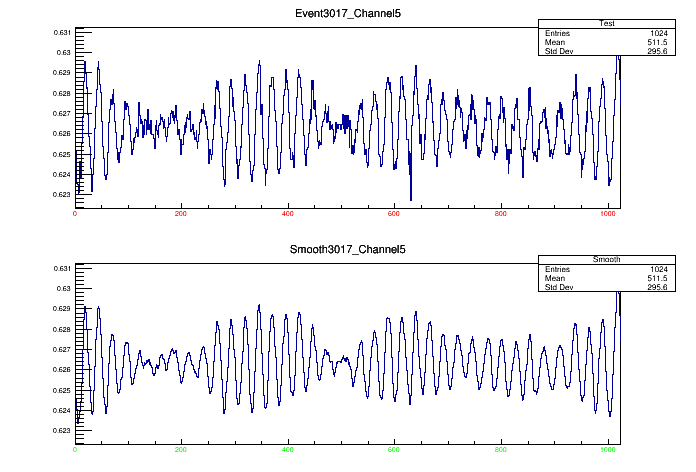 Event3017_Channel5
Test
Entries 1024
Mean 511.5
Std Dev 295.6
0.631
0.63
0.629
0.628
0.627
0.626
0.625
0.624
0.623
0 200 400 600 800 1000
Smooth3017_Channel5
Smooth
Entries 1024
Mean 511.5
Std Dev 295.6
0.631
0.63
0.629
0.628
0.627
0.626
0.625
0.624
0.623
0 200 400 600 800 1000